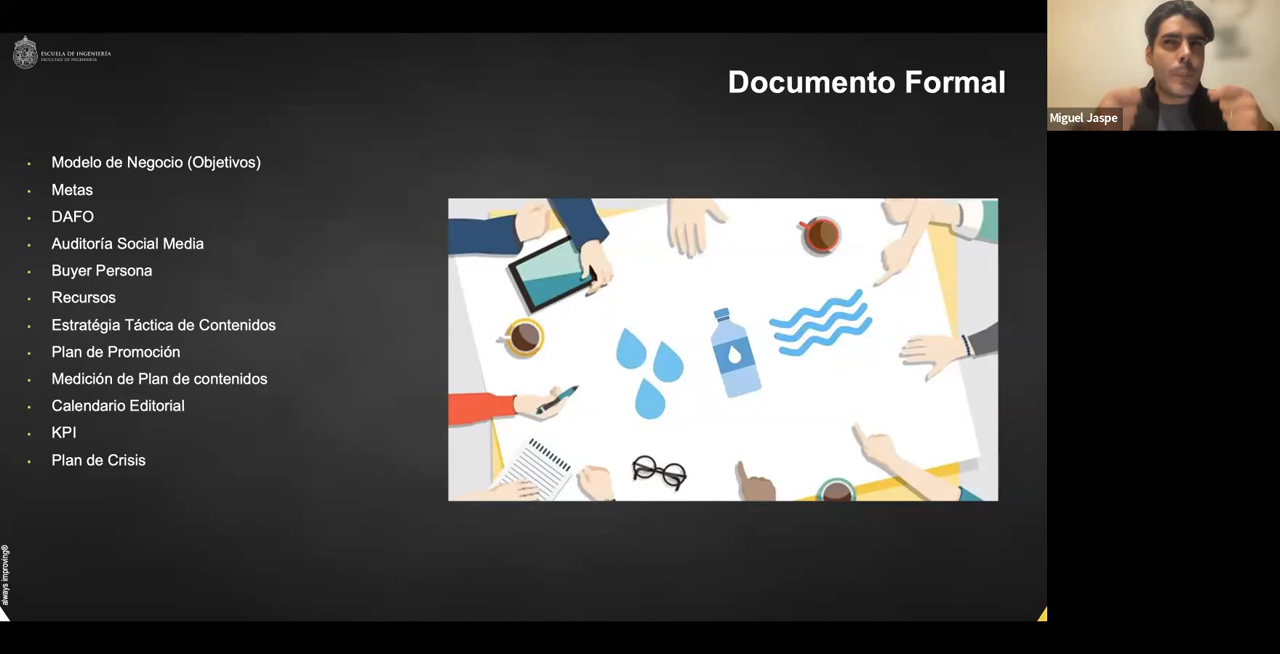 ESCUELA DE INGENIERÍA
FACULTAD DE INGENIERÍA
Documento Formal
Modelo de Negocio (Objetivos)
Metas
DAFO
Auditoría Social Media
Buyer Persona
Recursos
Estratégia Táctica de Contenidos
Plan de Promoción
Medición de Plan de contenidos
Calendario Editorial
KPI
Plan de Crisis
always improving®
Miguel Jaspe